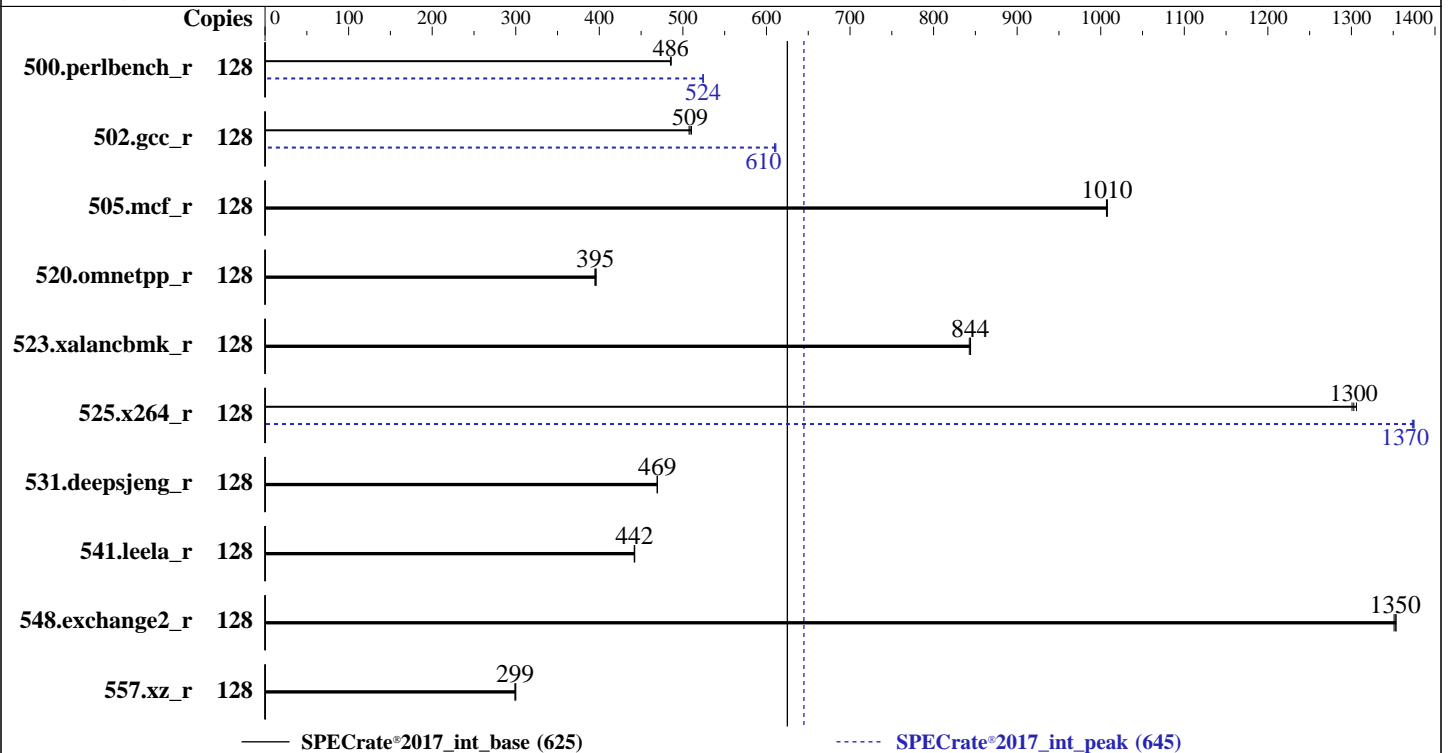 Copies 0 100 200 300 400 500 600 700 800 900 1000 1100 1200 1300 1400
500.perlbench_r 128 486
524
502.gcc_r 128 509
610
505.mcf_r 128 1010
520.omnetpp_r 128 395
523.xalancbmk_r 128 844
525.x264_r 128 1300
1370
531.deepsjeng_r 128 469
541.leela_r 128 442
548.exchange2_r 128 1350
557.xz_r 128 299
SPECrate®2017_int_base (625) SPECrate®2017_int_peak (645)